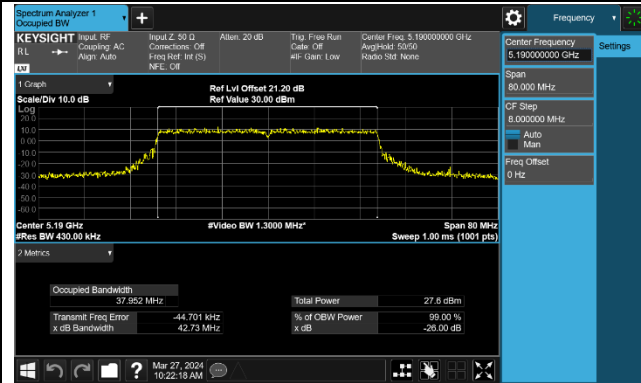 Spectrum Analyzer 1
Occupied BW
Frequency
KEYSIGHT
RL
LXI
Input: RF
Coupling: AC
Align: Auto
Input Z: 50 Ω
Corrections: Off
Freq Ref: Int (S)
NFE: Off
Atten: 20 dB
Trig: Free Run
Gate: Off
#IF Gain: Low
Center Freq: 5.190000000 GHz
Avg|Hold: 50/50
Radio Std: None
Center Frequency
5.190000000 GHz
Settings
Span
80.000 MHz
CF Step
8.000000 MHz
Auto
Man
Freq Offset
0 Hz
1 Graph
Scale/Div 10.0 dB
Ref Lvl Offset 21.20 dB
Ref Value 30.00 dBm
Log
20.0
10.0
0.00
-10.0
-20.0
-30.0
-40.0
-50.0
-60.0
Center 5.19 GHz
#Res BW 430.00 kHz
#Video BW 1.3000 MHz*
Span 80 MHz
Sweep 1.00 ms (1001 pts)
2 Metrics
Occupied Bandwidth
37.952 MHz
Transmit Freq Error -44.701 kHz
x dB Bandwidth 42.73 MHz
Total Power 27.6 dBm
% of OBW Power 99.00 %
x dB -26.00 dB
Mar 27, 2024
10:22:18 AM